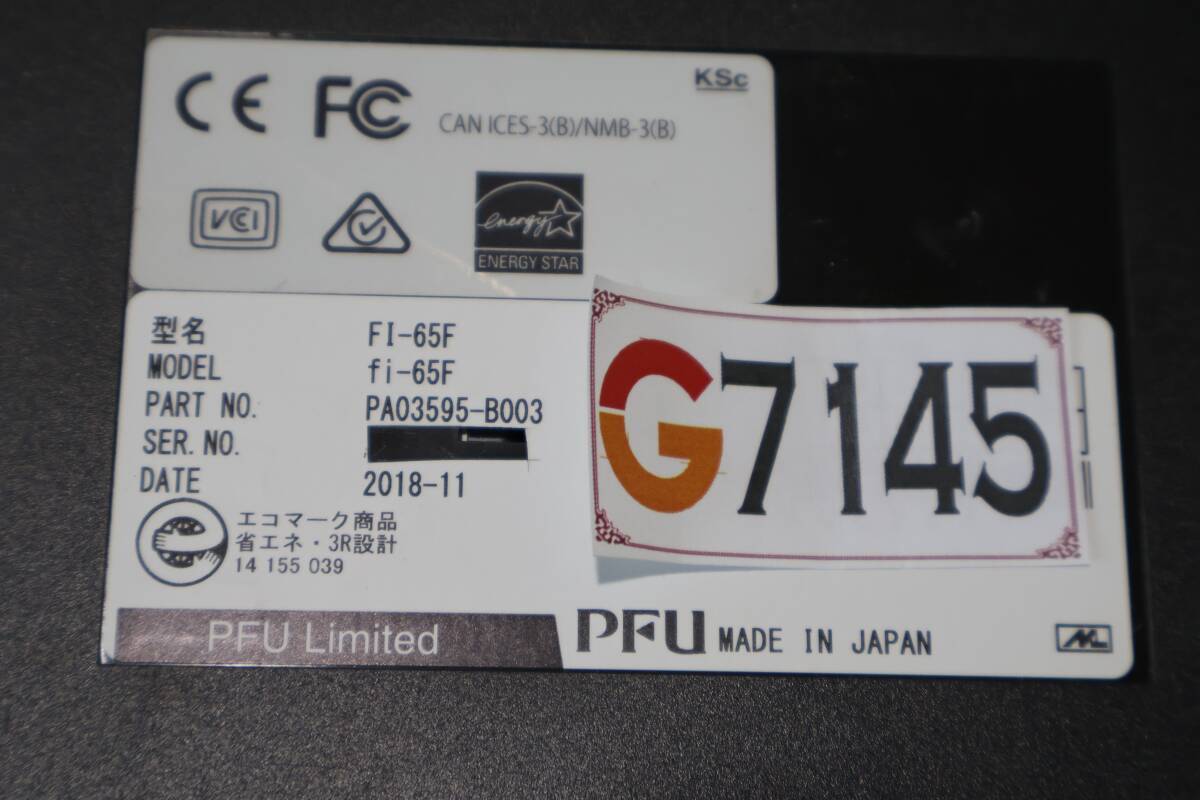 KSc
CE FC CAN ICES-3(B)/NMB-3(B)
VCI
energy
ENERGY STAR
型名 FI-65F
MODEL fi-65F
PART NO. PA03595-B003
SER. NO.
DATE 2018-11
エコマーク商品
省エネ・3R設計
14 155 039
G7145
PFU Limited
PFU MADE IN JAPAN